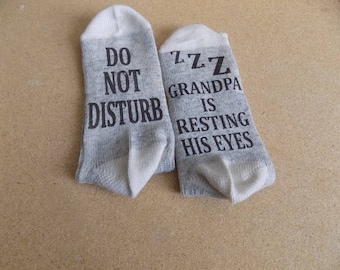 DO
NOT
DISTURB
Z Z Z
GRANDPA
IS
RESTING
HIS EYES